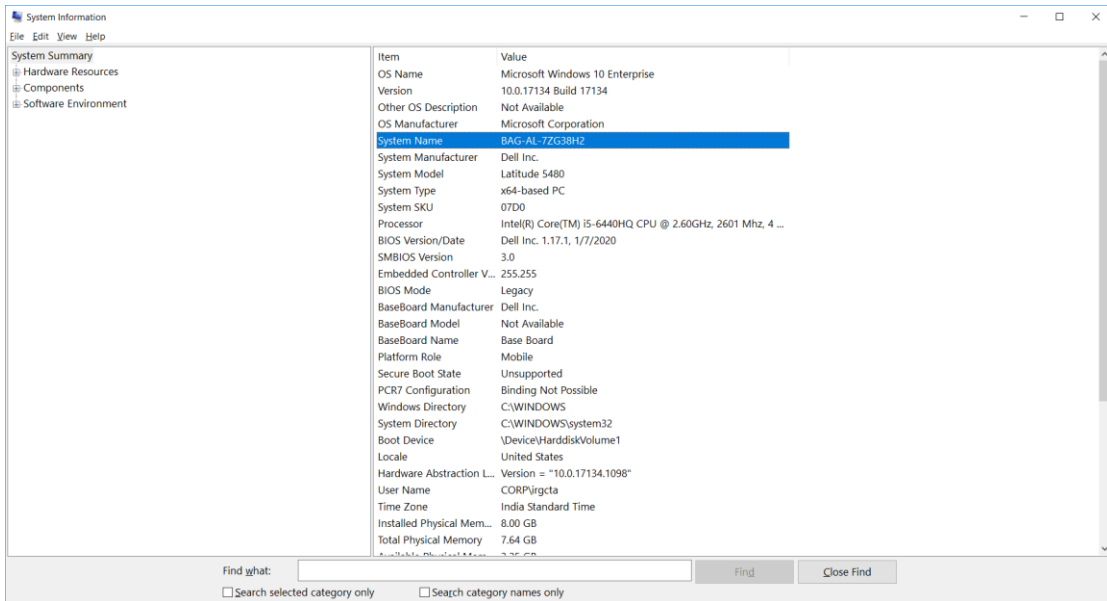 System Information
File Edit View Help
System Summary
Hardware Resources
Components
Software Environment
Item Value
OS Name Microsoft Windows 10 Enterprise
Version 10.0.17134 Build 17134
Other OS Description Not Available
OS Manufacturer Microsoft Corporation
System Name BAG-AL-7ZG38H2
System Manufacturer Dell Inc.
System Model Latitude 5480
System Type x64-based PC
System SKU 07D0
Processor Intel(R) Core(TM) i5-6440HQ CPU @ 2.60GHz, 2601 Mhz, 4 ...
BIOS Version/Date Dell Inc. 1.17.1, 1/7/2020
SMBIOS Version 3.0
Embedded Controller V... 255.255
BIOS Mode Legacy
BaseBoard Manufacturer Dell Inc.
BaseBoard Model Not Available
BaseBoard Name Base Board
Platform Role Mobile
Secure Boot State Unsupported
PCR7 Configuration Binding Not Possible
Windows Directory C:\WINDOWS
System Directory C:\WINDOWS\system32
Boot Device \Device\HarddiskVolume1
Locale United States
Hardware Abstraction L... Version = "10.0.17134.1098"
User Name CORP\irgcta
Time Zone India Standard Time
Installed Physical Mem... 8.00 GB
Total Physical Memory 7.64 GB
Find what: Find Close Find
Search selected category only Search category names only